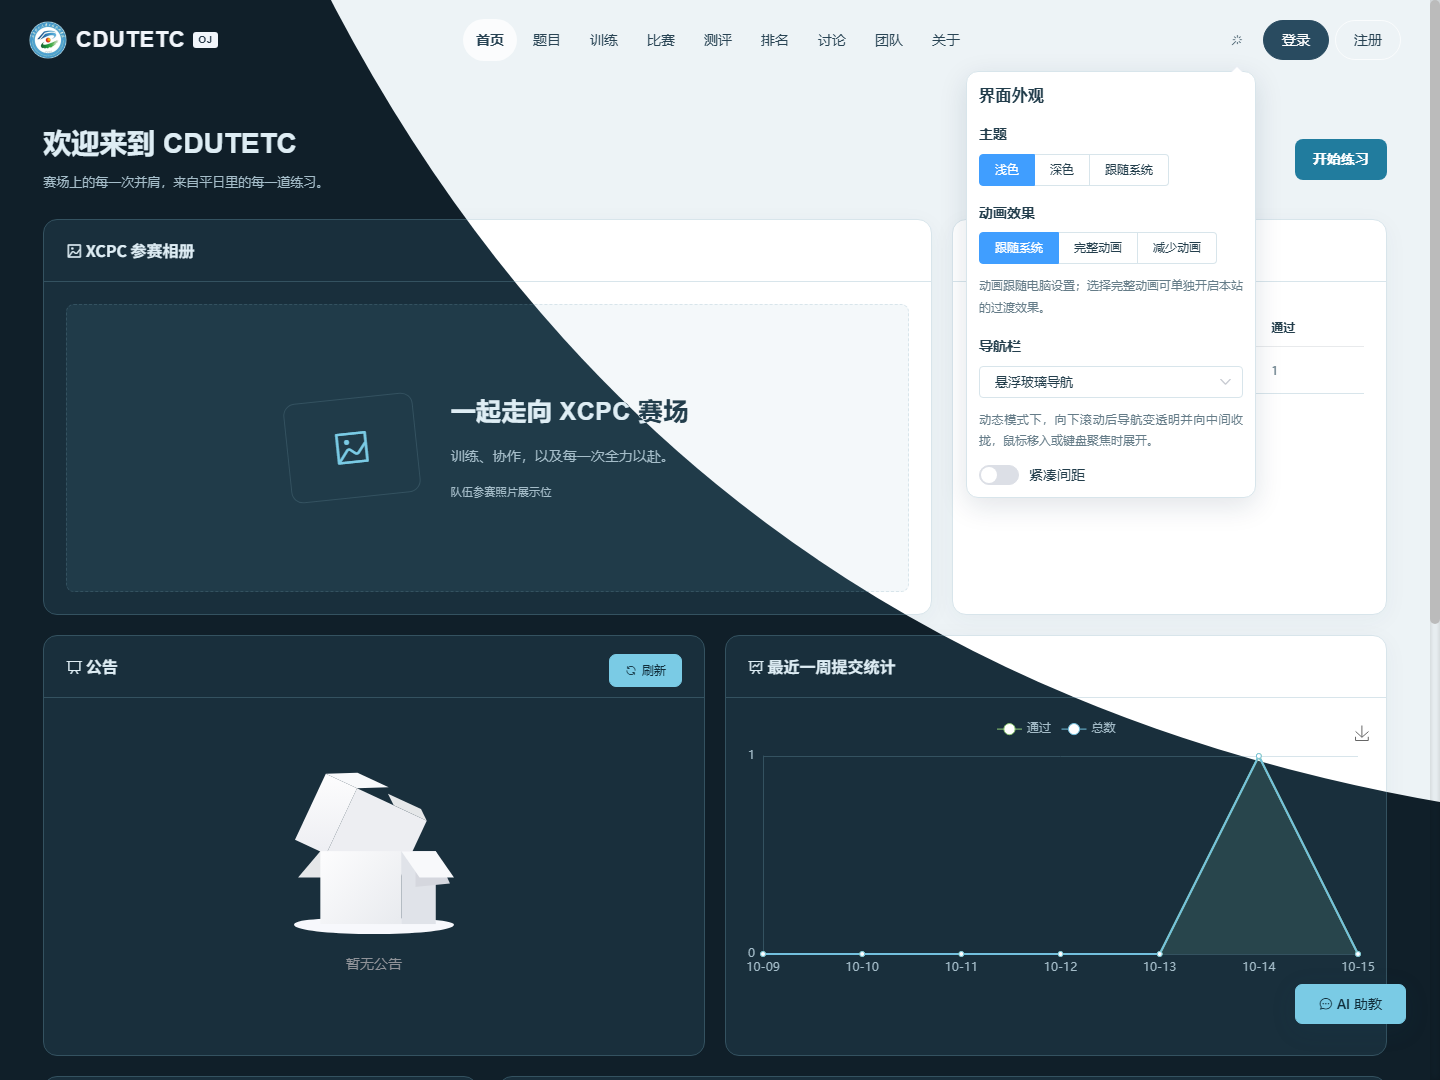 CDUTETC OJ
首页 题目 训练 比赛 测评 排名 讨论 团队 关于
登录 注册
欢迎来到 CDUTETC
赛场上的每一次并肩，来自平日里的每一道练习。
开始练习
界面外观
主题
浅色 深色 跟随系统
动画效果
跟随系统 完整动画 减少动画
动画跟随电脑设置；选择完整动画可单独开启本站
的过渡效果。
导航栏
悬浮玻璃导航
动态模式下，向下滚动后导航变透明并向中间收
拢，鼠标移入或键盘聚焦时展开。
紧凑间距
XCPC 参赛相册
一起走向 XCPC 赛场
训练、协作，以及每一次全力以赴。
队伍参赛照片展示位
通过
1
公告
刷新
暂无公告
最近一周提交统计
通过 总数
1
0
10-09 10-10 10-11 10-12 10-13 10-14 10-15
AI 助教